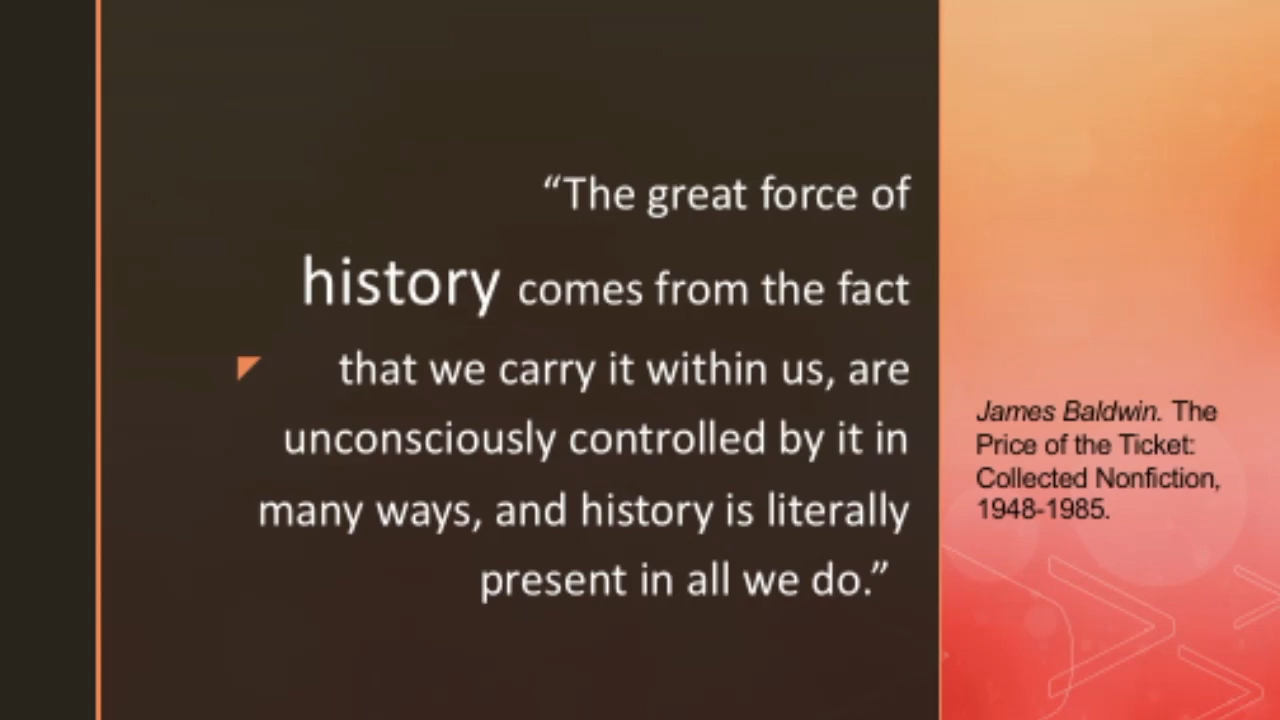 “The great force of
history comes from the fact
that we carry it within us, are
unconsciously controlled by it in
many ways, and history is literally
present in all we do.”
James Baldwin. The
Price of the Ticket:
Collected Nonfiction,
1948-1985.